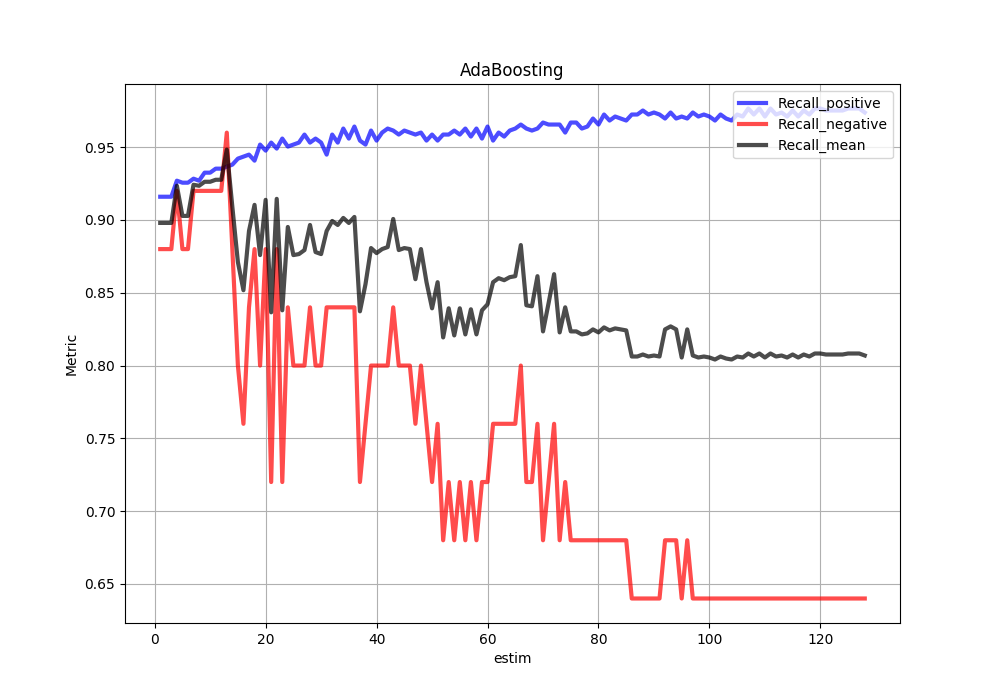 AdaBoosting
Recall_positive
Recall_negative
Recall_mean
Metric
0.95
0.90
0.85
0.80
0.75
0.70
0.65
0 20 40 60 80 100 120
estim